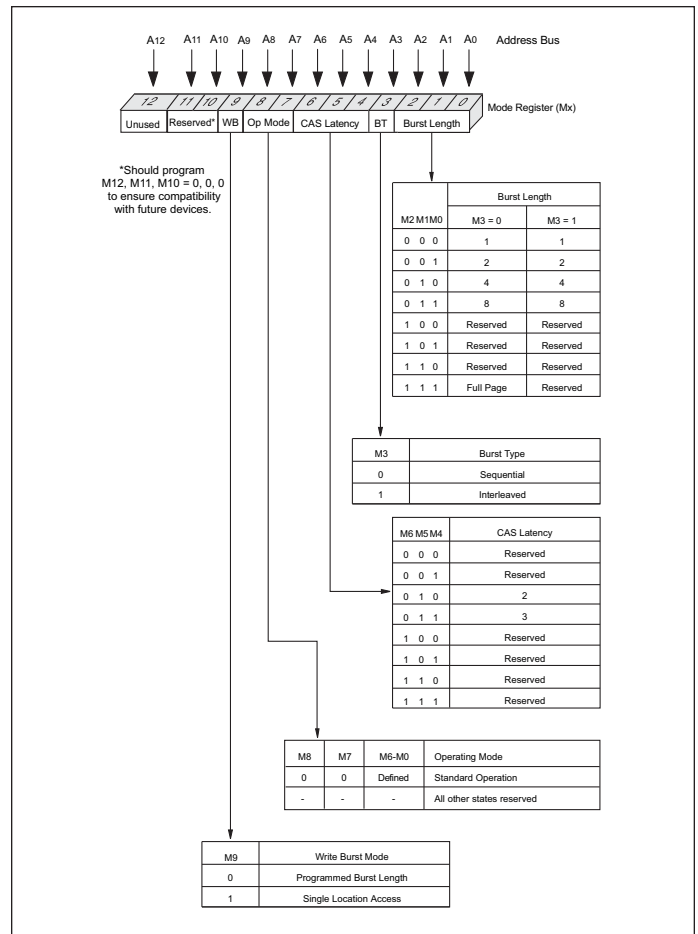 A12 A11 A10 A9 A8 A7 A6 A5 A4 A3 A2 A1 A0 Address Bus
12 11 10 9 8 7 6 5 4 3 2 1 0 Mode Register (Mx)
Unused Reserved* WB Op Mode CAS Latency BT Burst Length
*Should program
M12, M11, M10 = 0, 0, 0
to ensure compatibility
with future devices.
Burst Length
M2 M1 M0 M3 = 0 M3 = 1
0 0 0 1 1
0 0 1 2 2
0 1 0 4 4
0 1 1 8 8
1 0 0 Reserved Reserved
1 0 1 Reserved Reserved
1 1 0 Reserved Reserved
1 1 1 Full Page Reserved
M3 Burst Type
0 Sequential
1 Interleaved
M6 M5 M4 CAS Latency
0 0 0 Reserved
0 0 1 Reserved
0 1 0 2
0 1 1 3
1 0 0 Reserved
1 0 1 Reserved
1 1 0 Reserved
1 1 1 Reserved
M8 M7 M6-M0 Operating Mode
0 0 Defined Standard Operation
- - - All other states reserved
M9 Write Burst Mode
0 Programmed Burst Length
1 Single Location Access